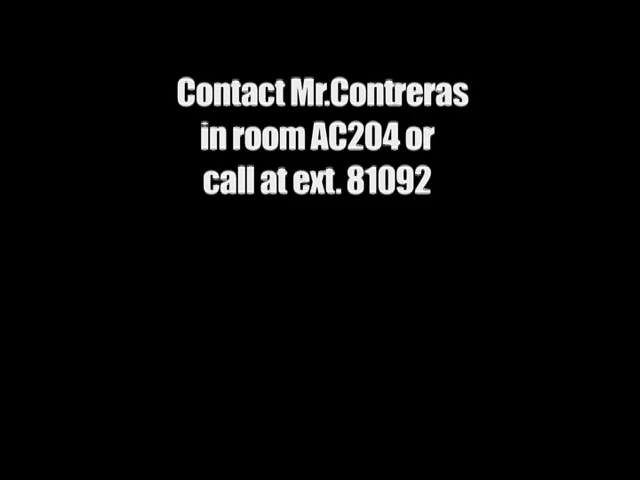 Contact Mr.Contreras
in room AC204 or
call at ext. 81092